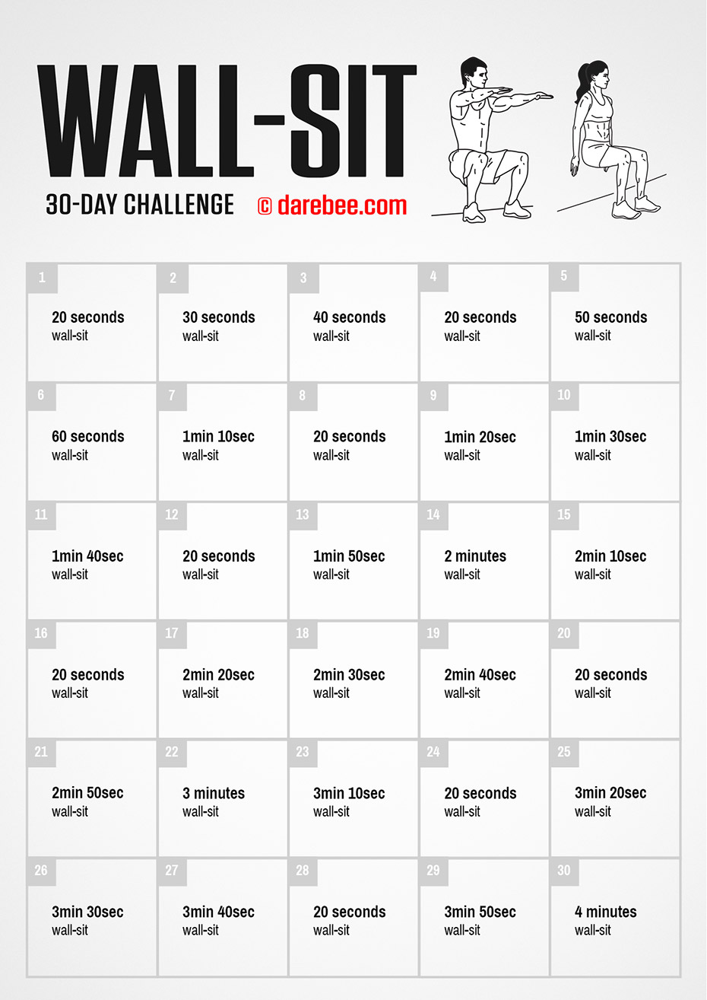 WALL-SIT
30-DAY CHALLENGE © darebee.com
1
20 seconds
wall-sit
2
30 seconds
wall-sit
3
40 seconds
wall-sit
4
20 seconds
wall-sit
5
50 seconds
wall-sit
6
60 seconds
wall-sit
7
1min 10sec
wall-sit
8
20 seconds
wall-sit
9
1min 20sec
wall-sit
10
1min 30sec
wall-sit
11
1min 40sec
wall-sit
12
20 seconds
wall-sit
13
1min 50sec
wall-sit
14
2 minutes
wall-sit
15
2min 10sec
wall-sit
16
20 seconds
wall-sit
17
2min 20sec
wall-sit
18
2min 30sec
wall-sit
19
2min 40sec
wall-sit
20
20 seconds
wall-sit
21
2min 50sec
wall-sit
22
3 minutes
wall-sit
23
3min 10sec
wall-sit
24
20 seconds
wall-sit
25
3min 20sec
wall-sit
26
3min 30sec
wall-sit
27
3min 40sec
wall-sit
28
20 seconds
wall-sit
29
3min 50sec
wall-sit
30
4 minutes
wall-sit